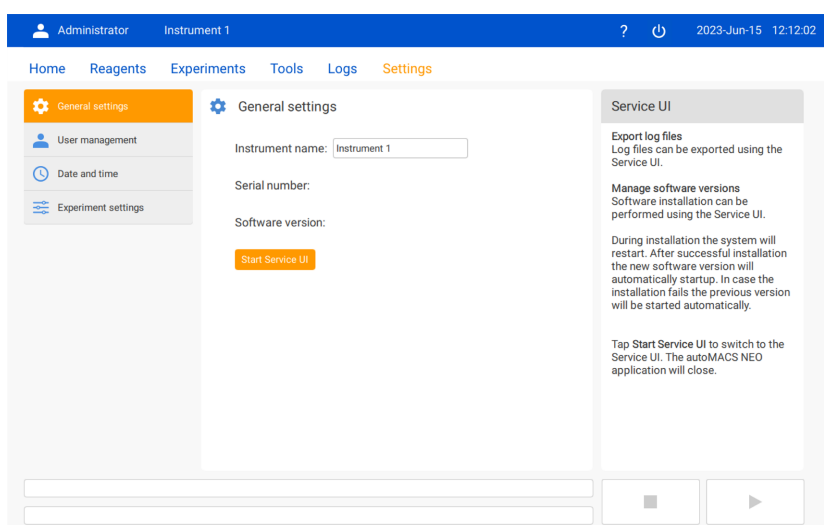 Administrator Instrument 1 ? 2023-Jun-15 12:12:02
Home Reagents Experiments Tools Logs Settings
General settings
User management
Date and time
Experiment settings
General settings
Instrument name: Instrument 1
Serial number:
Software version:
Start Service UI
Service UI
Export log files
Log files can be exported using the
Service UI.
Manage software versions
Software installation can be
performed using the Service UI.
During installation the system will
restart. After successful installation
the new software version will
automatically startup. In case the
installation fails the previous version
will be started automatically.
Tap Start Service UI to switch to the
Service UI. The autoMACS NEO
application will close.